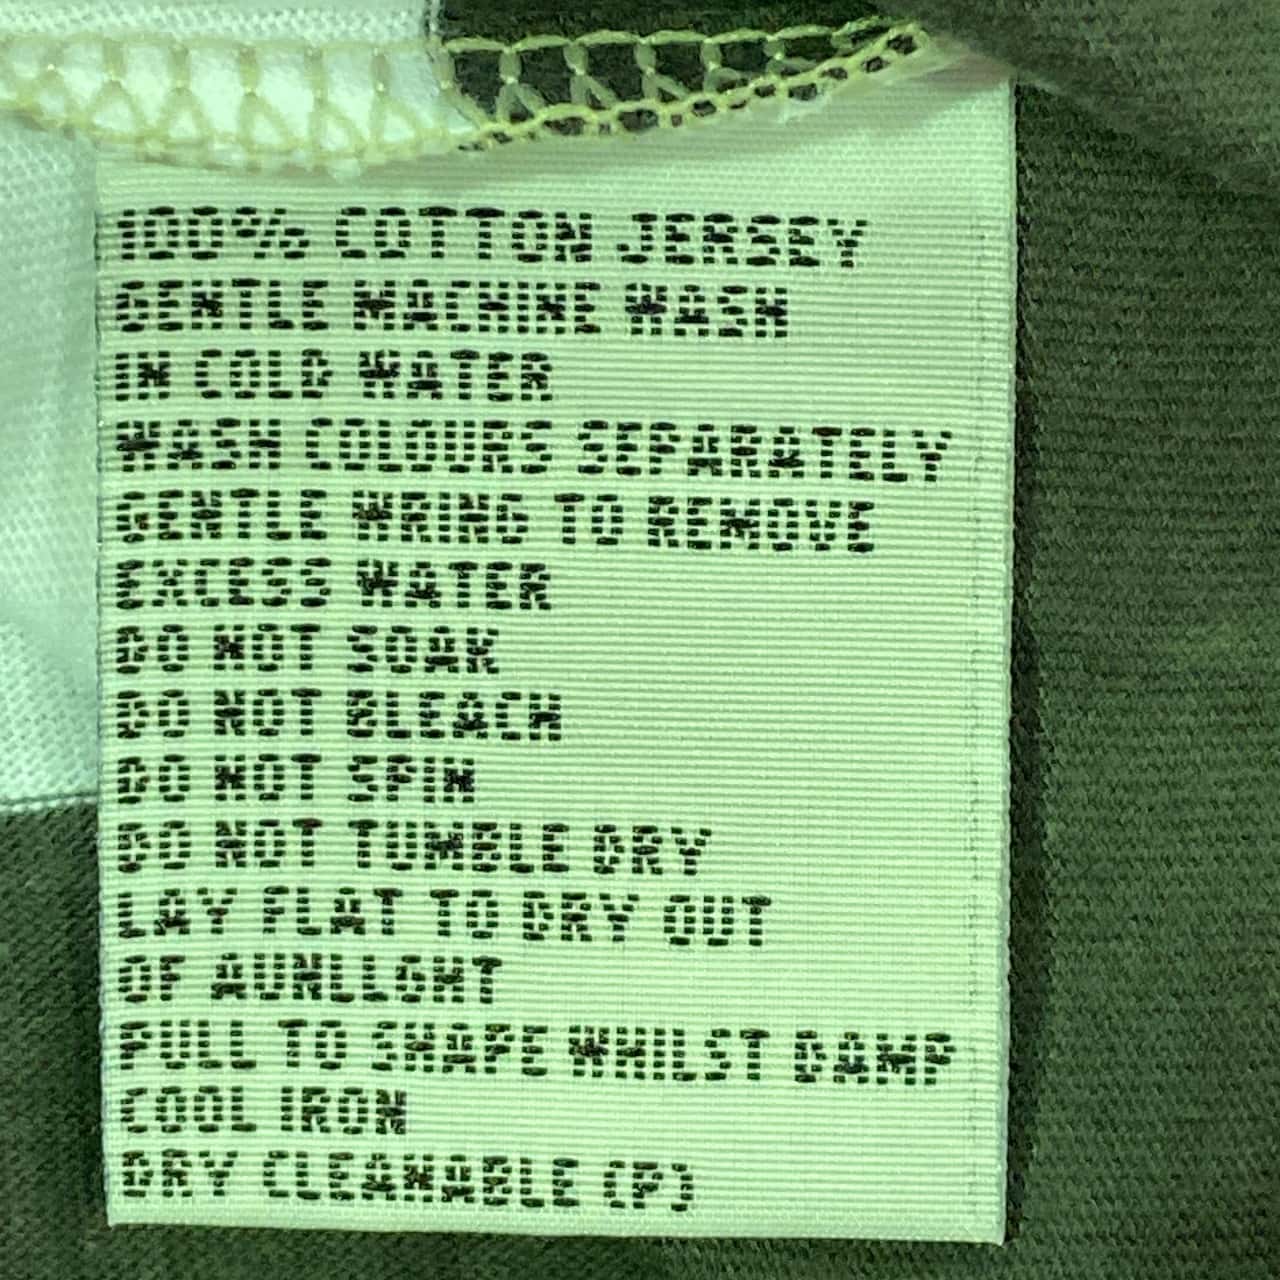 100% COTTON JERSEY
GENTLE MACHINE WASH
IN COLD WATER
WASH COLOURS SEPARATELY
GENTLE WRING TO REMOVE
EXCESS WATER
DO NOT SOAK
DO NOT BLEACH
DO NOT SPIN
DO NOT TUMBLE DRY
LAY FLAT TO DRY OUT
OF AUNLLGHT
PULL TO SHAPE WHILST DAMP
COOL IRON
DRY CLEANABLE (P)